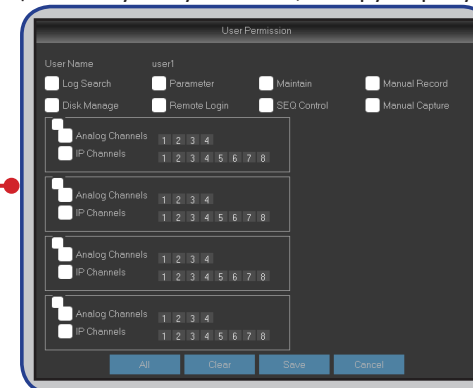 User Permission
User Name user1
Log Search Parameter Maintain Manual Record
Disk Manage Remote Login SEQ Control Manual Capture
Analog Channels 1 2 3 4
IP Channels 1 2 3 4 5 6 7 8
Analog Channels 1 2 3 4
IP Channels 1 2 3 4 5 6 7 8
Analog Channels 1 2 3 4
IP Channels 1 2 3 4 5 6 7 8
Analog Channels 1 2 3 4
IP Channels 1 2 3 4 5 6 7 8
All Clear Save Cancel